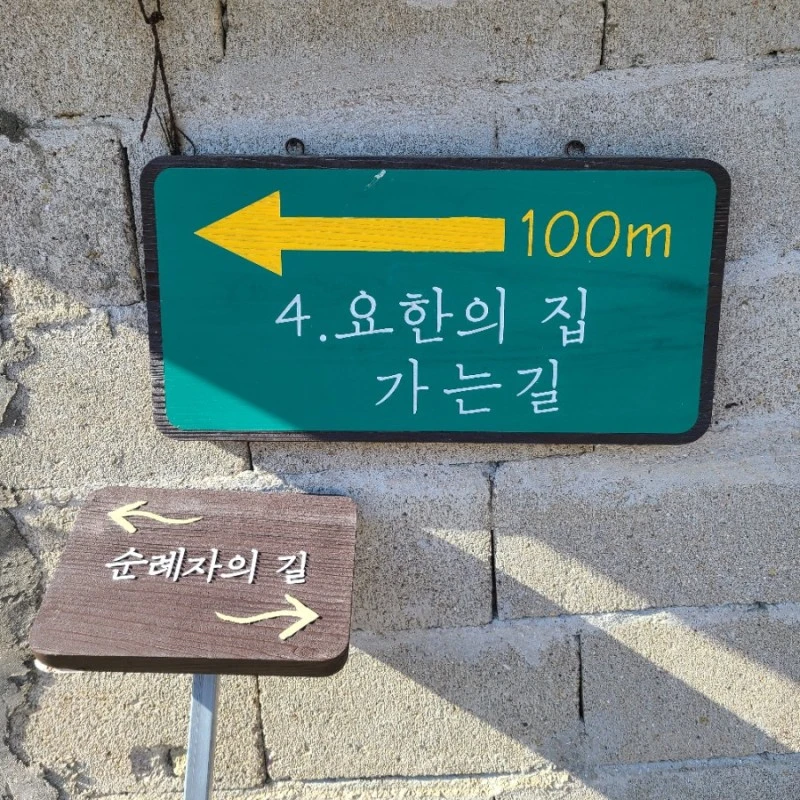 100m
4.요한의 집
가는길
순례자의 길